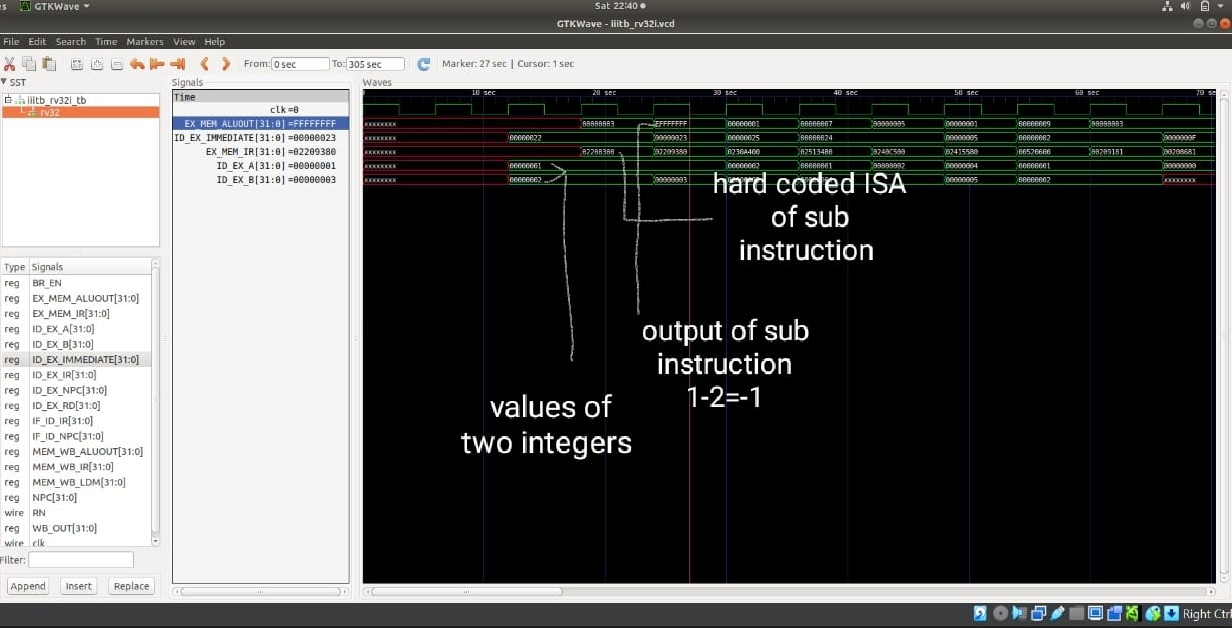 GTKWave
Sat 22:40
GTKWave - iiitb_rv32i.vcd
File Edit Search Time Markers View Help
From: 0 sec To: 305 sec Marker: 27 sec | Cursor: 1 sec
SST
iiitb_rv32i_tb
rv32
Type Signals
reg BR_EN
reg EX_MEM_ALUOUT[31:0]
reg EX_MEM_IR[31:0]
reg ID_EX_A[31:0]
reg ID_EX_B[31:0]
reg ID_EX_IMMEDIATE[31:0]
reg ID_EX_IR[31:0]
reg ID_EX_NPC[31:0]
reg ID_EX_RD[31:0]
reg IF_ID_IR[31:0]
reg IF_ID_NPC[31:0]
reg MEM_WB_ALUOUT[31:0]
reg MEM_WB_IR[31:0]
reg MEM_WB_LDM[31:0]
reg NPC[31:0]
wire RN
reg WB_OUT[31:0]
wire clk
Filter:
Append Insert Replace
Signals
Time
clk =0
EX_MEM_ALUOUT[31:0] =FFFFFFFF
ID_EX_IMMEDIATE[31:0] =00000023
EX_MEM_IR[31:0] =02209380
ID_EX_A[31:0] =00000001
ID_EX_B[31:0] =00000003
Waves
10 sec 20 sec 30 sec 40 sec 50 sec 60 sec 70 se
xxxxxxxx 00000003 FFFFFFFF 00000001 00000007 00000005 00000001 00000009 00000003
xxxxxxxx 00000022 00000023 00000025 00000024 00000005 00000002 0000000F
xxxxxxxx 02208300 02209380 0230A400 02513480 0240C500 02415580 00520600 00209181 00208681
xxxxxxxx 00000001 00000002 00000001 00000002 00000004 00000001 00000000
xxxxxxxx 00000002 00000003 00000005 00000002 xxxxxxxx
hard coded ISA
of sub
instruction
output of sub
instruction
1-2=-1
values of
two integers
Right Ctrl